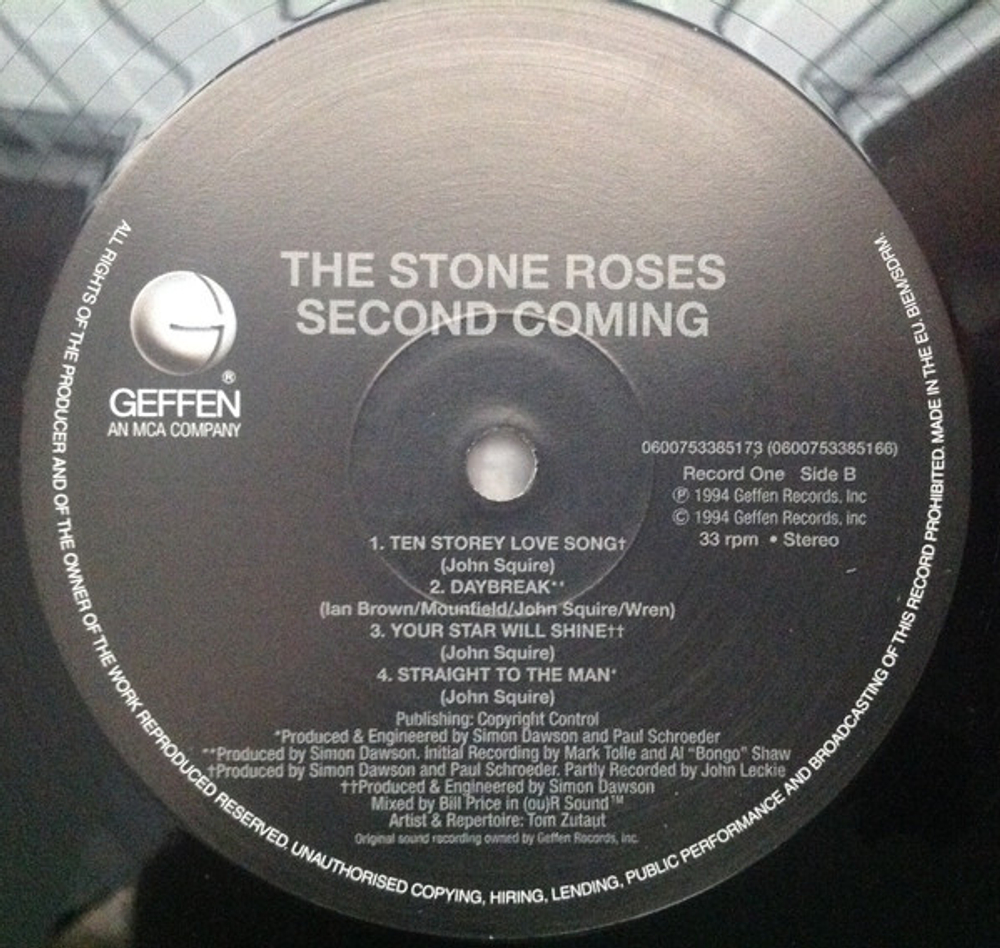 THE STONE ROSES
SECOND COMING
®
GEFFEN
AN MCA COMPANY
0600753385173 (0600753385166)
Record One Side B
℗ 1994 Geffen Records, Inc
© 1994 Geffen Records, Inc
33 rpm • Stereo
1. TEN STOREY LOVE SONG†
(John Squire)
2. DAYBREAK**
(Ian Brown/Mounfield/John Squire/Wren)
3. YOUR STAR WILL SHINE††
(John Squire)
4. STRAIGHT TO THE MAN*
(John Squire)
Publishing: Copyright Control
*Produced & Engineered by Simon Dawson and Paul Schroeder
**Produced by Simon Dawson. Initial Recording by Mark Tolle and Al "Bongo" Shaw
†Produced by Simon Dawson and Paul Schroeder. Partly Recorded by John Leckie
††Produced & Engineered by Simon Dawson
Mixed by Bill Price in (ou)R Sound™
Artist & Repertoire: Tom Zutaut
Original sound recording owned by Geffen Records, Inc.
ALL RIGHTS OF THE PRODUCER AND OF THE OWNER OF THE WORK REPRODUCED RESERVED. UNAUTHORISED COPYING, HIRING, LENDING, PUBLIC PERFORMANCE AND BROADCASTING OF THIS RECORD PROHIBITED. MADE IN THE EU. BIEM/SDRM.